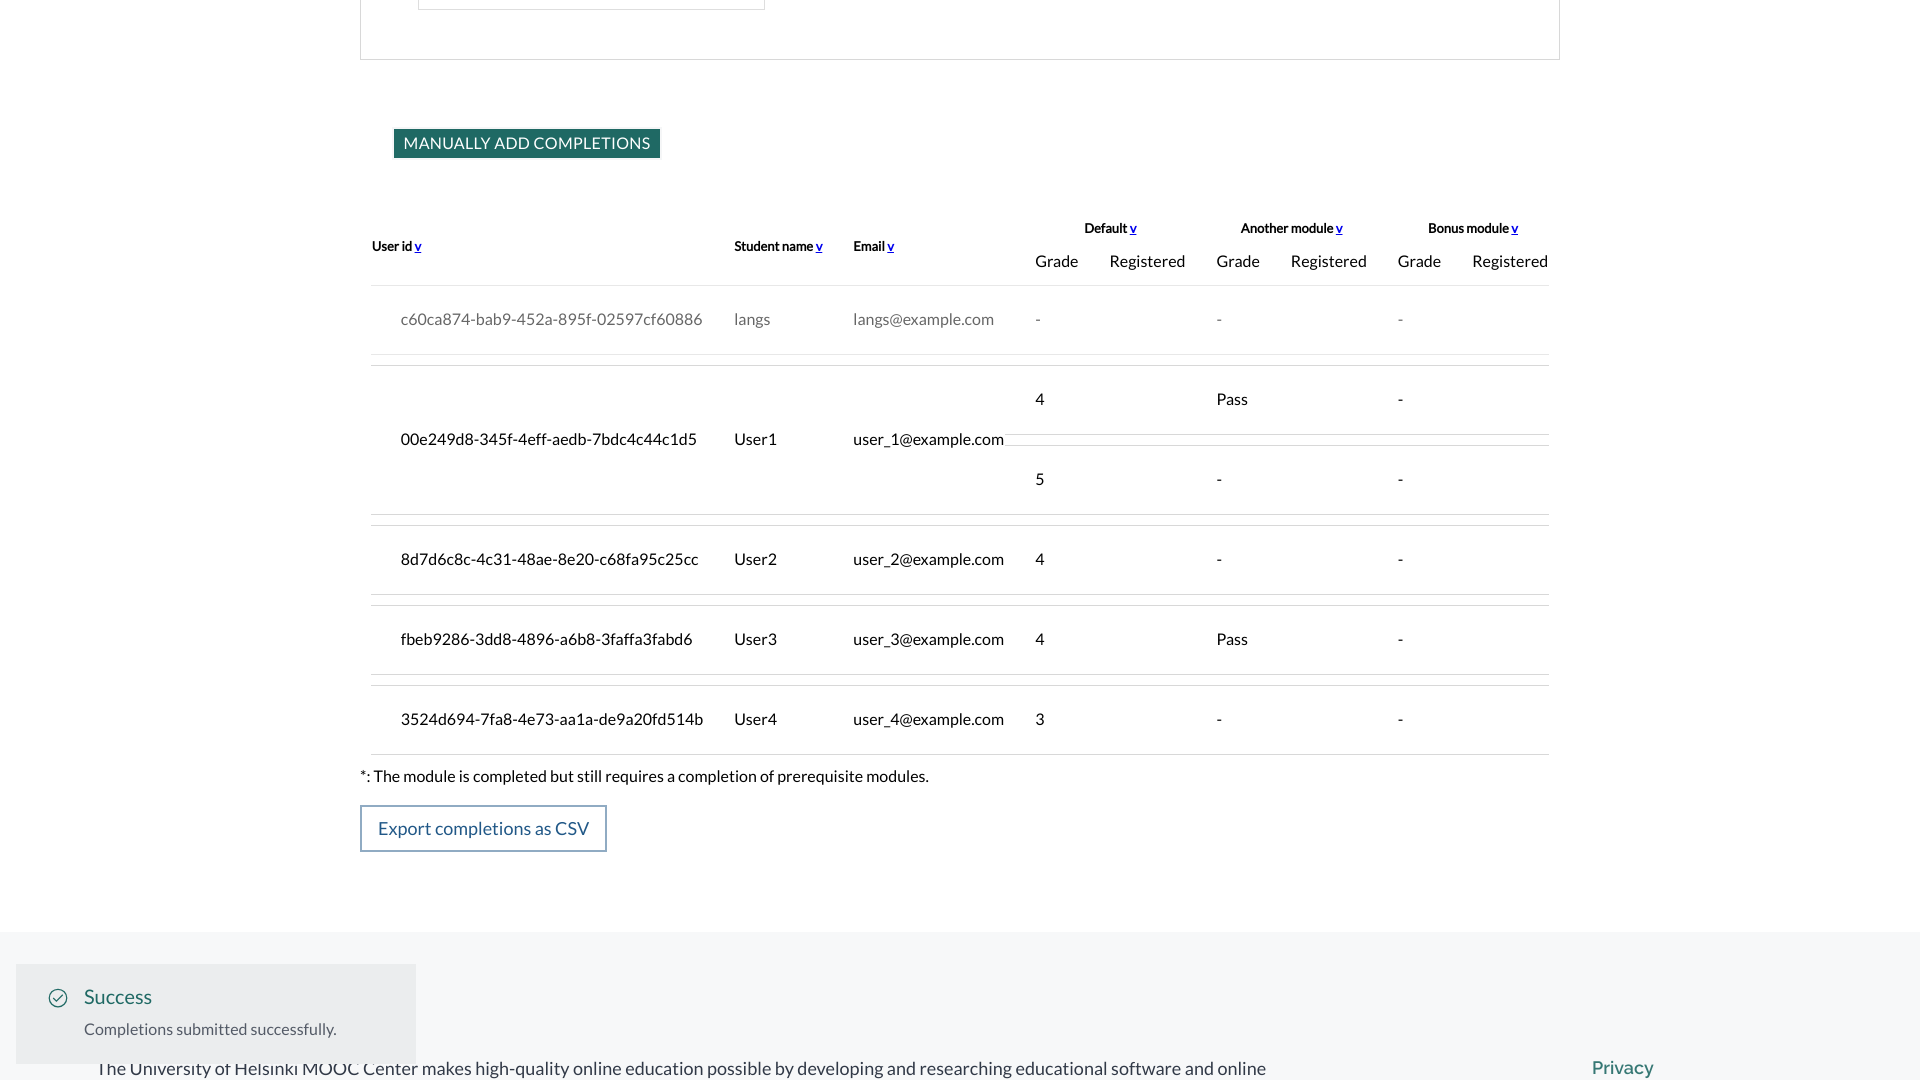 MANUALLY ADD COMPLETIONS
User id v Student name v Email v Default v Another module v Bonus module v
Grade Registered Grade Registered Grade Registered
c60ca874-bab9-452a-895f-02597cf60886 langs langs@example.com - - -
4 Pass -
00e249d8-345f-4eff-aedb-7bdc4c44c1d5 User1 user_1@example.com
5 - -
8d7d6c8c-4c31-48ae-8e20-c68fa95c25cc User2 user_2@example.com 4 - -
fbeb9286-3dd8-4896-a6b8-3faffa3fabd6 User3 user_3@example.com 4 Pass -
3524d694-7fa8-4e73-aa1a-de9a20fd514b User4 user_4@example.com 3 - -
*: The module is completed but still requires a completion of prerequisite modules.
Export completions as CSV
Success
Completions submitted successfully.
The University of Helsinki MOOC Center makes high-quality online education possible by developing and researching educational software and online
Privacy